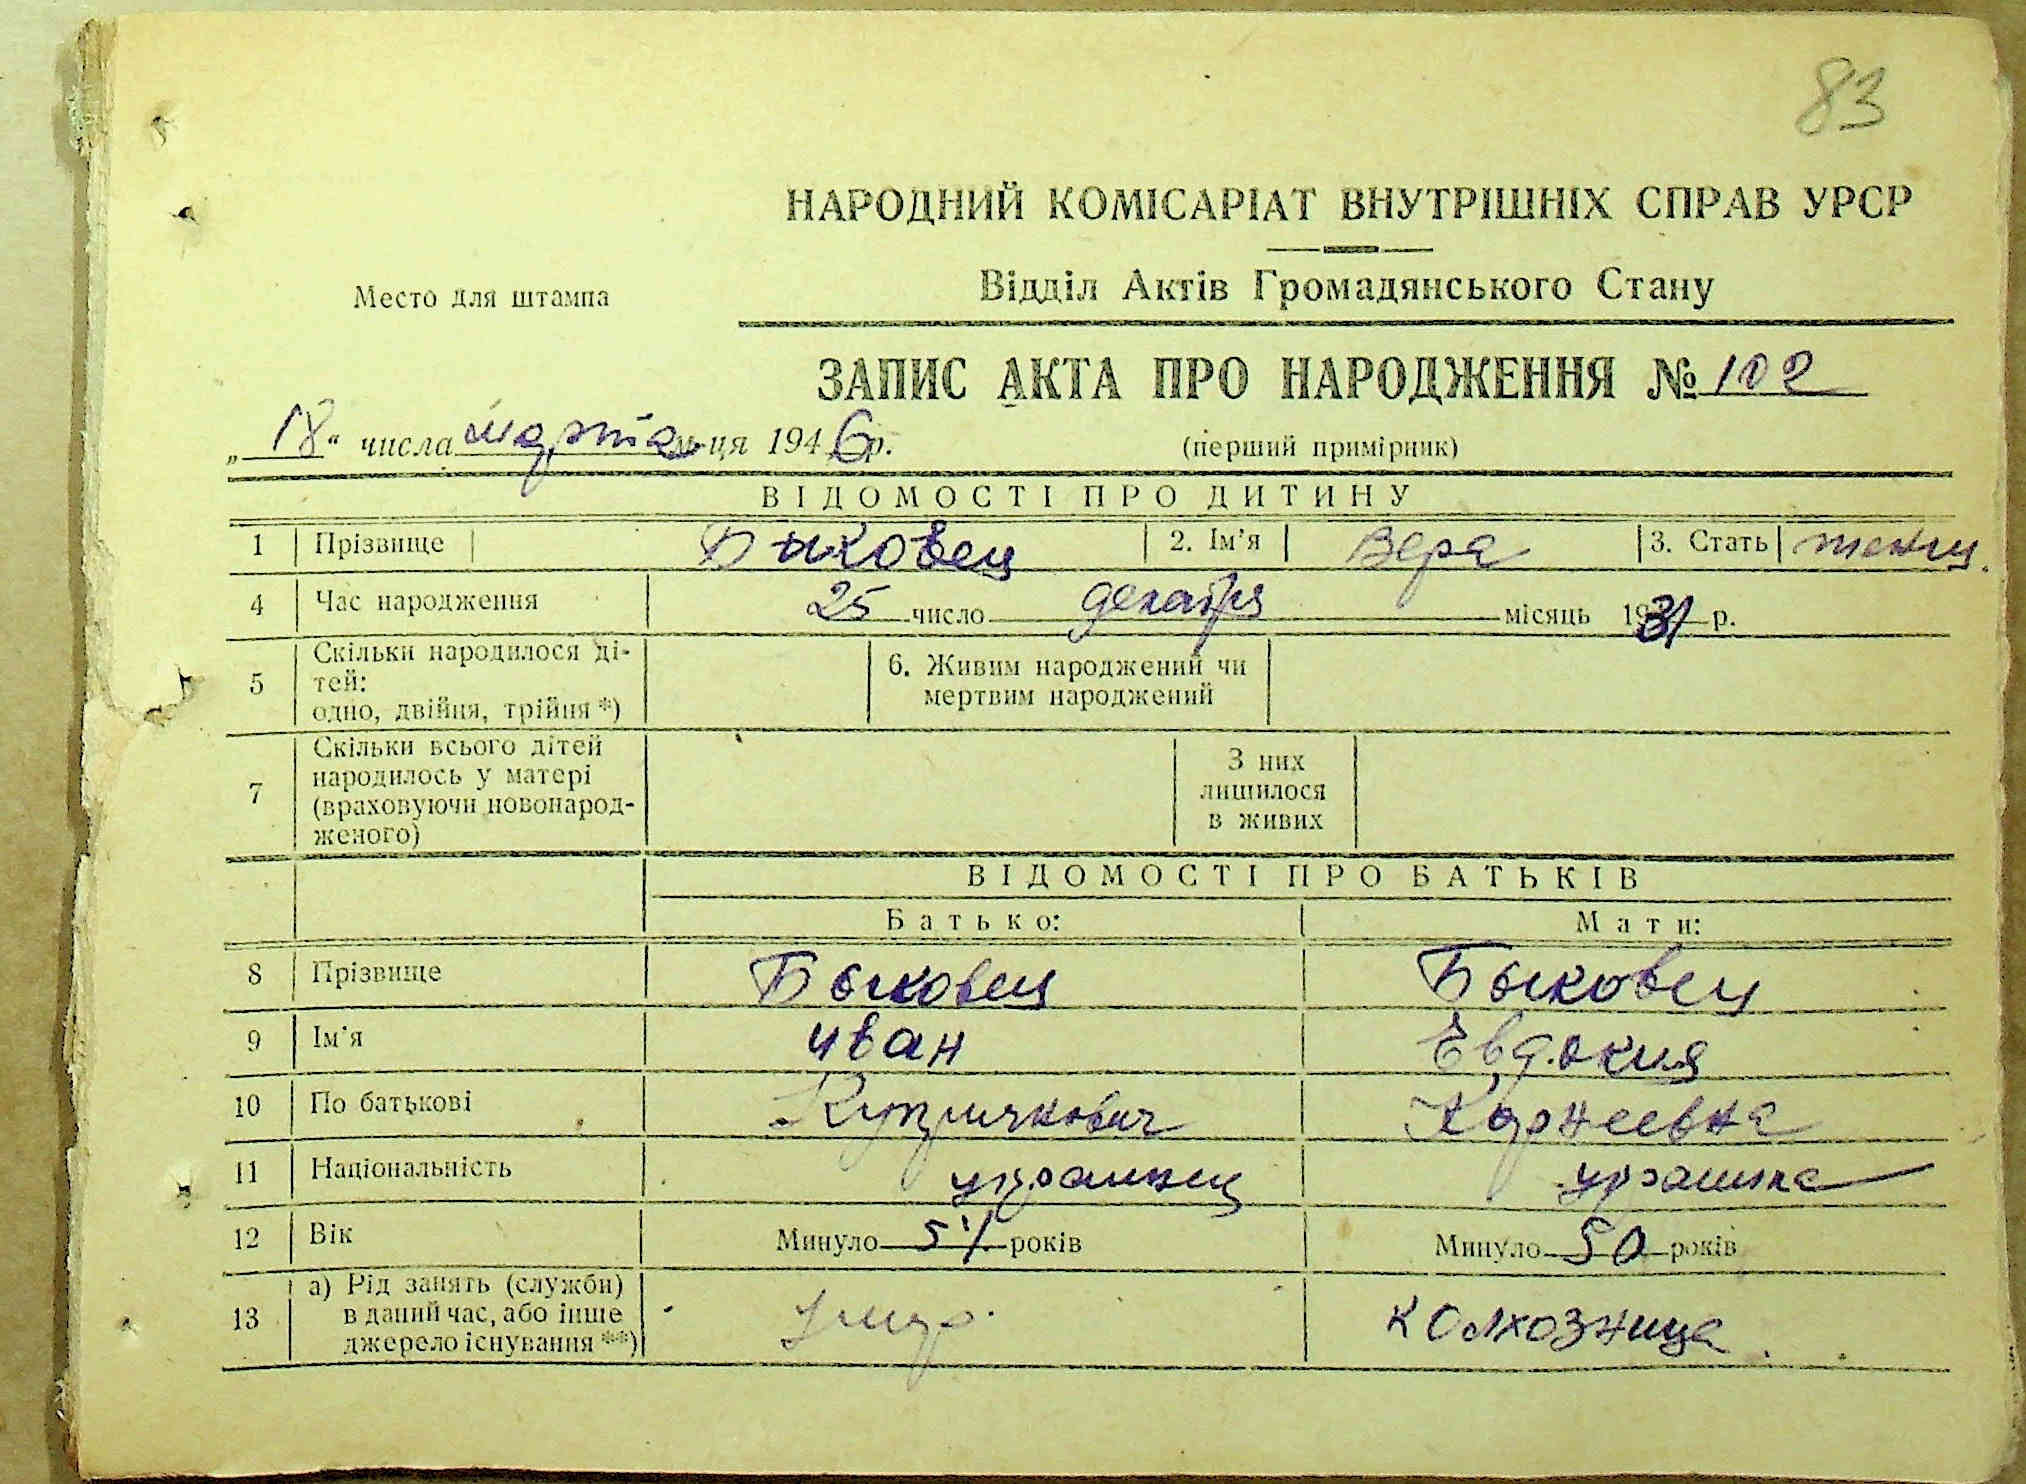 83
НАРОДНИЙ КОМІСАРІАТ ВНУТРІШНІХ СПРАВ УРСР
Место для штампа
Відділ Актів Громадянського Стану
ЗАПИС АКТА ПРО НАРОДЖЕННЯ № 102
„18“ числа марта м-ця 1946 р.
(перший примірник)
ВІДОМОСТІ ПРО ДИТИНУ
1 Прізвище Быковец 2. Ім'я Вера 3. Стать женщ.
4 Час народження 25 число декабря місяць 1931 р.
5 Скільки народилося ді-
тей:
одно, двійня, трійня *)
6. Живим народжений чи
мертвим народжений
7 Скільки всього дітей
народилось у матері
(враховуючи новонарод-
женого)
З них
лишилося
в живих
ВІДОМОСТІ ПРО БАТЬКІВ
Батько: Мати:
8 Прізвище Быковец Быковец
9 Ім'я Иван Евдокия
10 По батькові Корнеевна
11 Національність украинец украинка
12 Вік Минуло 51 років Минуло 50 років
13 а) Рід занять (служби)
в даний час, або інше
джерело існування **)
умер. колхозница.